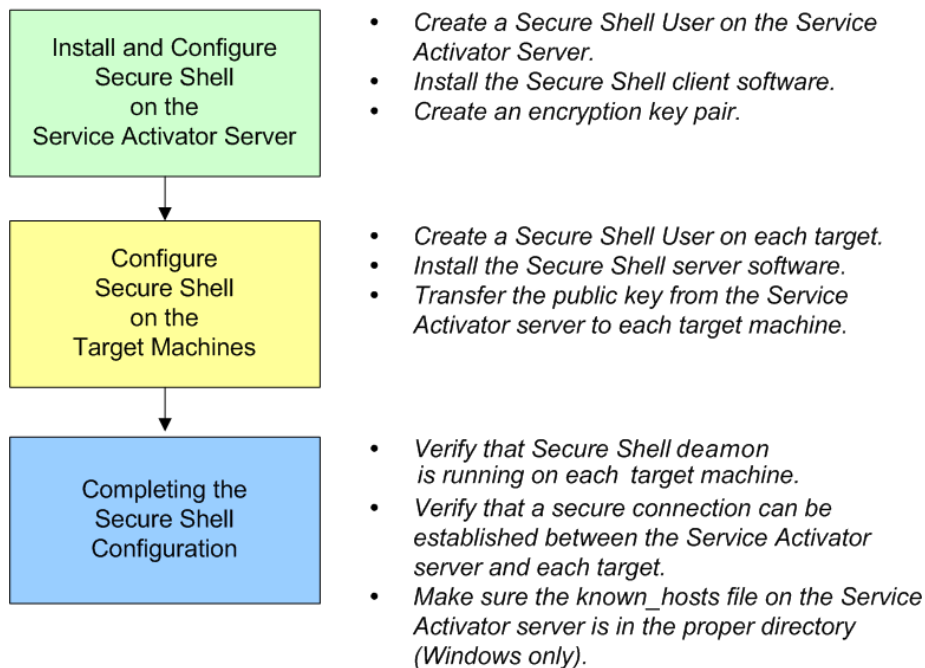 Install and Configure
Secure Shell
on the
Service Activator Server
• Create a Secure Shell User on the Service
Activator Server.
• Install the Secure Shell client software.
• Create an encryption key pair.
Configure
Secure Shell
on the
Target Machines
• Create a Secure Shell User on each target.
• Install the Secure Shell server software.
• Transfer the public key from the Service
Activator server to each target machine.
Completing the
Secure Shell
Configuration
• Verify that Secure Shell deamon
is running on each target machine.
• Verify that a secure connection can be
established between the Service Activator
server and each target.
• Make sure the known_hosts file on the Service
Activator server is in the proper directory
(Windows only).